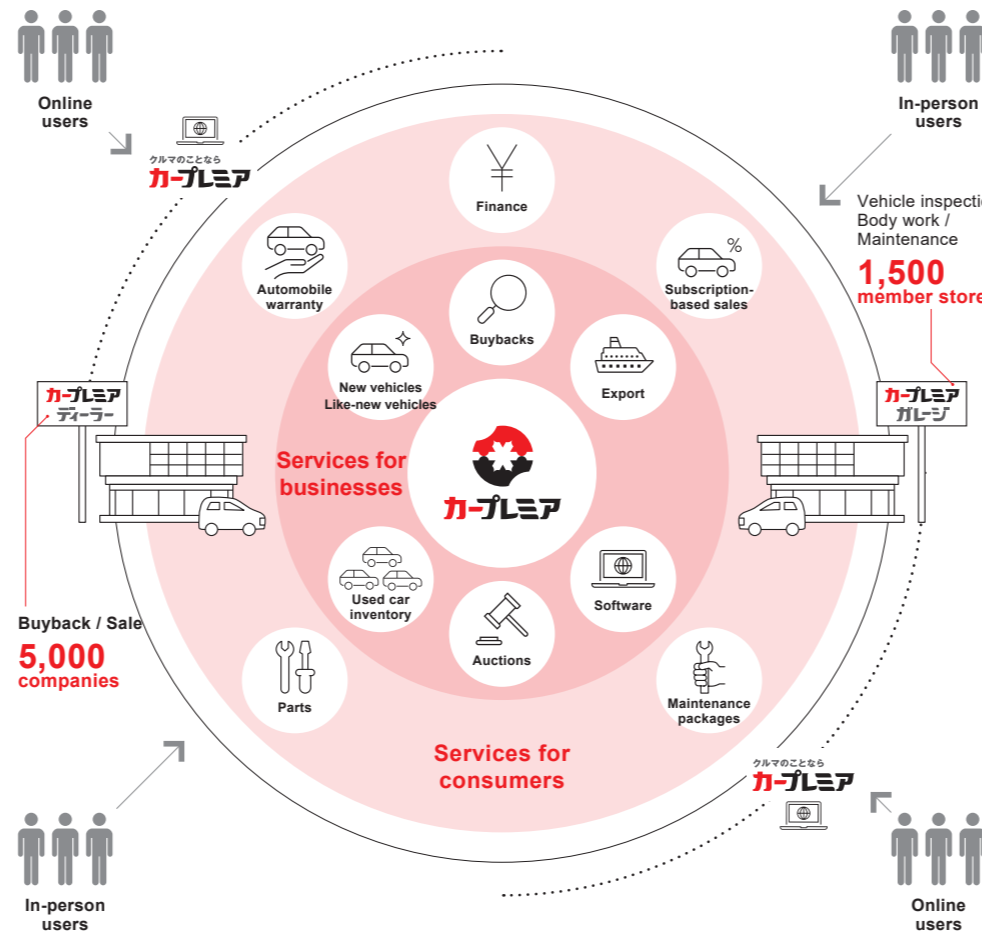 Online
users
In-person
users
クルマのことなら
カープレミア
Finance
Vehicle inspecti
Body work /
Maintenance
1,500
member store
Automobile
warranty
Subscription-
based sales
%
Buybacks
New vehicles
Like-new vehicles
Export
カープレミア
ディーラー
カープレミア
ガレージ
Services for
businesses
カープレミア
Used car
inventory
Software
Auctions
Buyback / Sale
5,000
companies
Parts
Maintenance
packages
Services for
consumers
クルマのことなら
カープレミア
In-person
users
Online
users